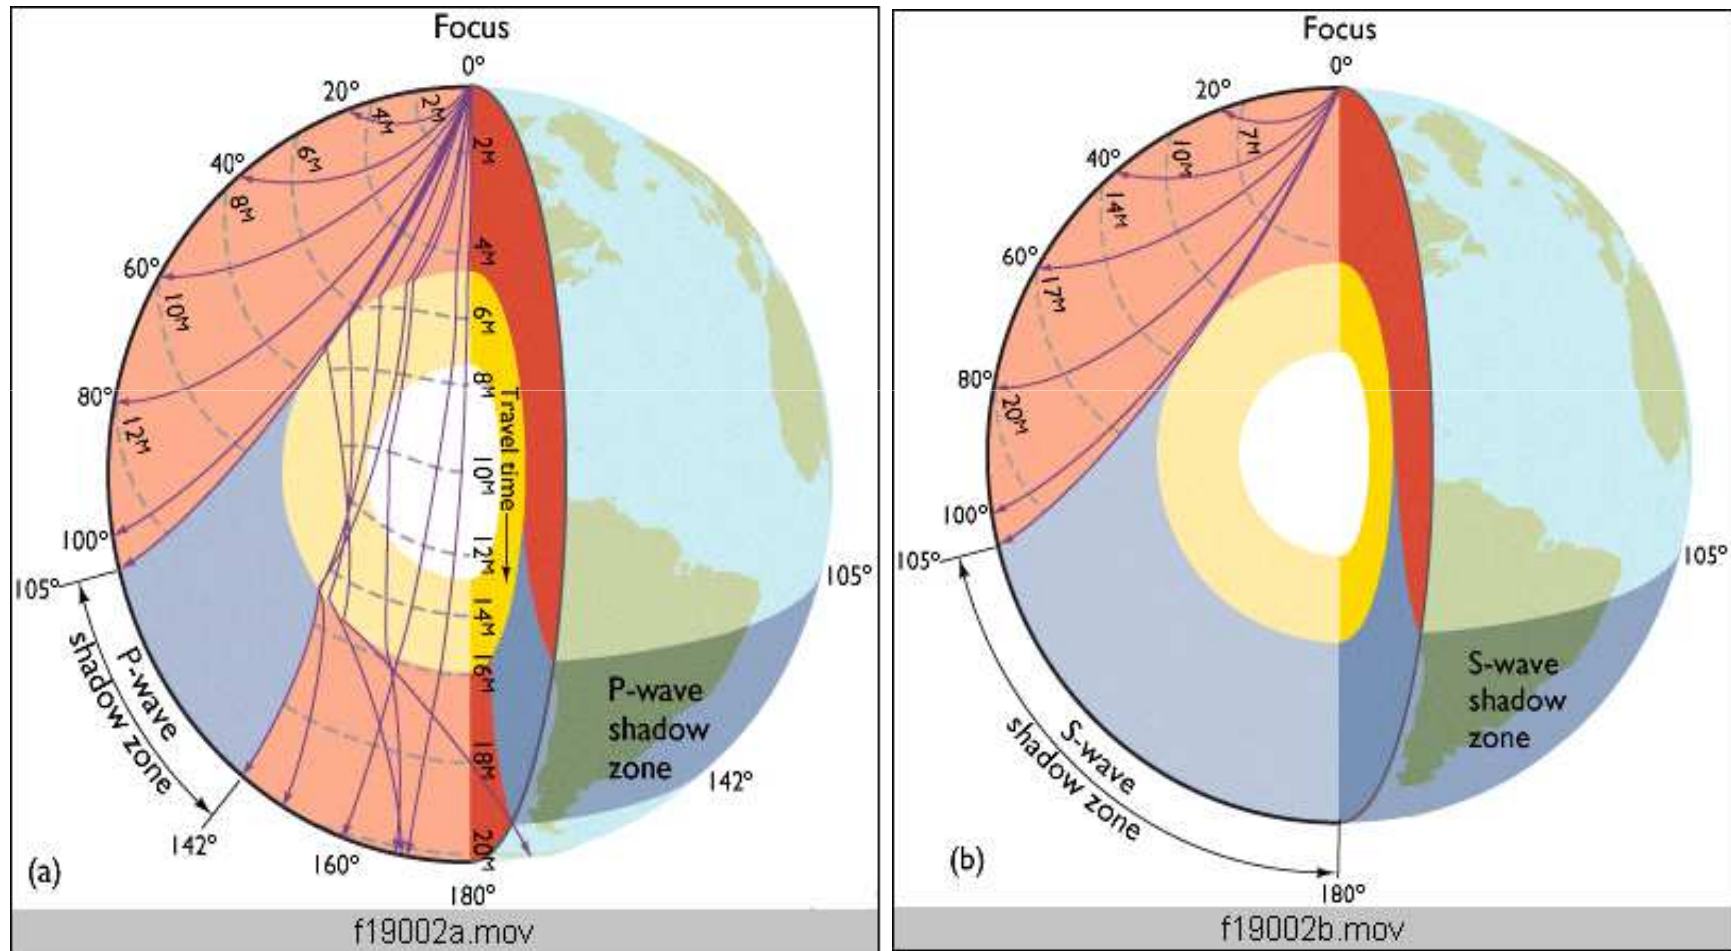 Focus
0°
20°
2M
4M
6M
40°
8M
60°
10M
80°
12M
100°
105°
P-wave
shadow zone
142°
160°
180°
2M
4M
6M
8M
10M
12M
14M
16M
18M
20M
Travel time
105°
P-wave
shadow
zone
142°
(a)
f19002a.mov
Focus
0°
20°
7M
40°
10M
14M
60°
17M
80°
20M
100°
105°
S-wave
shadow zone
180°
105°
S-wave
shadow
zone
(b)
f19002b.mov